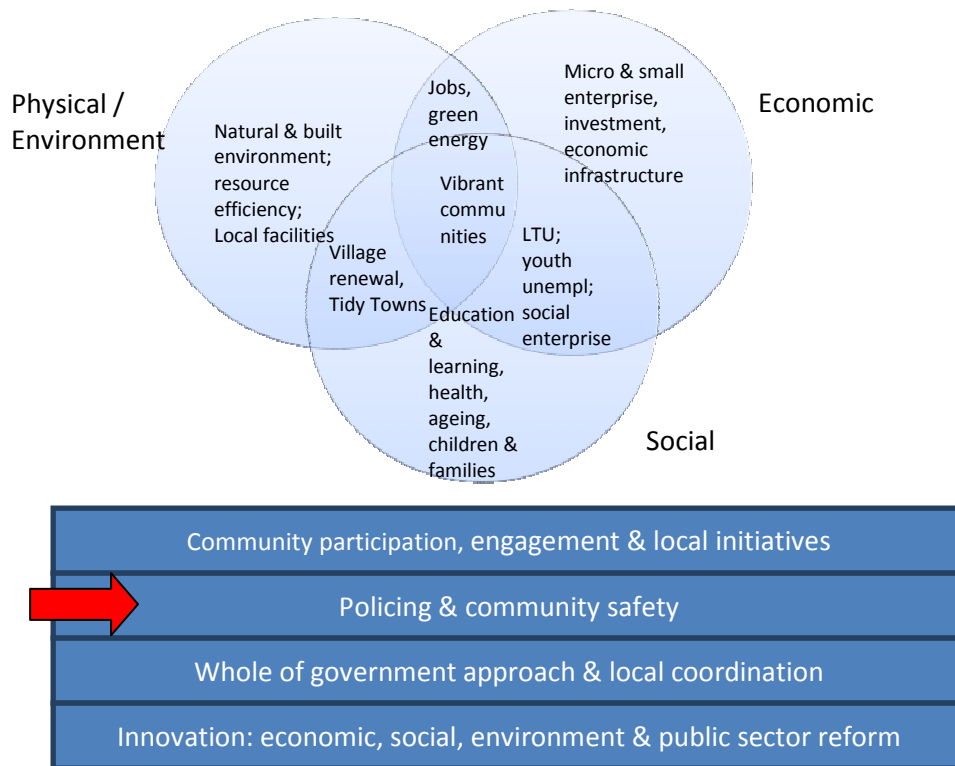 Physical /
Environment
Natural & built
environment;
resource
efficiency;
Local facilities
Jobs,
green
energy
Micro & small
enterprise,
investment,
economic
infrastructure
Economic
Vibrant
commu
nities
Village
renewal,
Tidy Towns
LTU;
youth
unempl;
social
enterprise
Education
&
learning,
health,
ageing,
children &
families
Social
Community participation, engagement & local initiatives
Policing & community safety
Whole of government approach & local coordination
Innovation: economic, social, environment & public sector reform